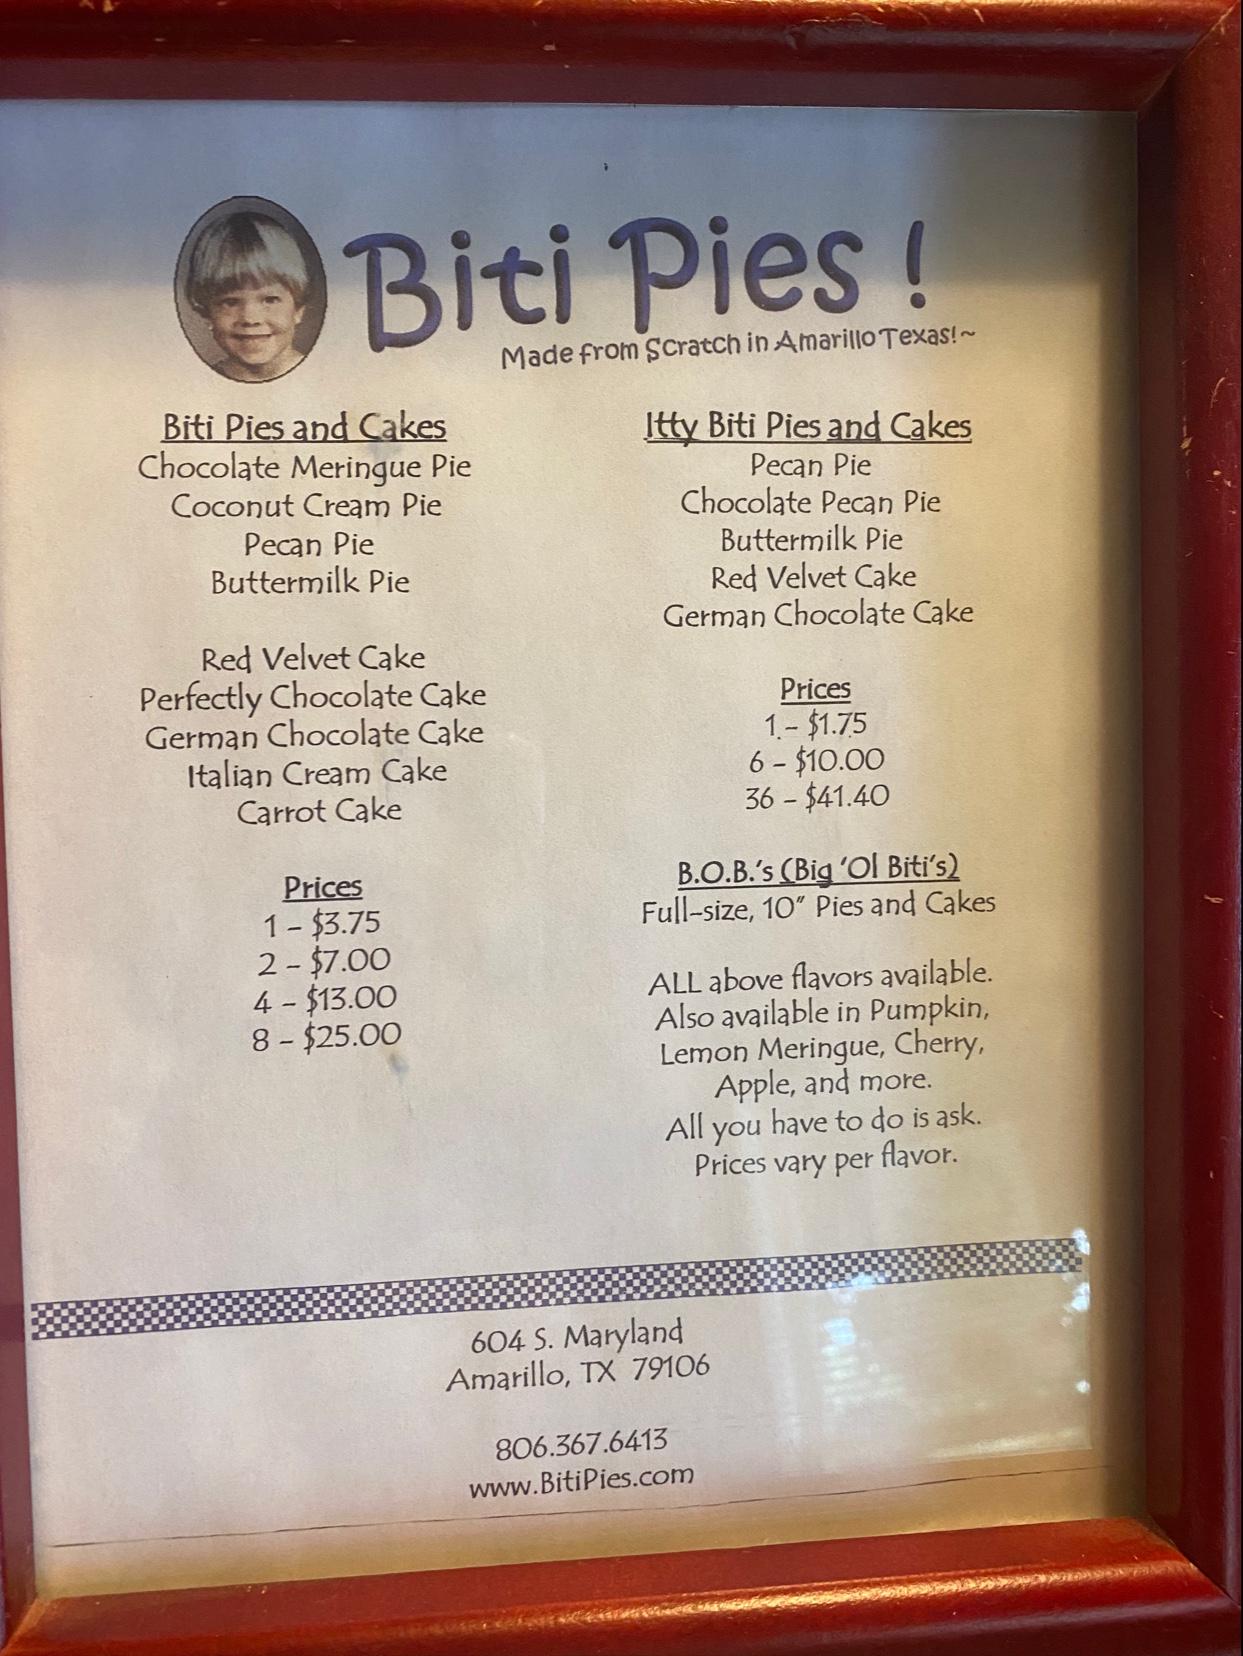 Biti Pies !
Made from Scratch in Amarillo Texas!~
Biti Pies and Cakes
Chocolate Meringue Pie
Coconut Cream Pie
Pecan Pie
Buttermilk Pie
Red Velvet Cake
Perfectly Chocolate Cake
German Chocolate Cake
Italian Cream Cake
Carrot Cake
Prices
1 – $3.75
2 – $7.00
4 – $13.00
8 – $25.00
Itty Biti Pies and Cakes
Pecan Pie
Chocolate Pecan Pie
Buttermilk Pie
Red Velvet Cake
German Chocolate Cake
Prices
1 – $1.75
6 – $10.00
36 – $41.40
B.O.B.'s (Big 'Ol Biti's)
Full-size, 10" Pies and Cakes
ALL above flavors available.
Also available in Pumpkin,
Lemon Meringue, Cherry,
Apple, and more.
All you have to do is ask.
Prices vary per flavor.
604 S. Maryland
Amarillo, TX 79106
806.367.6413
www.BitiPies.com